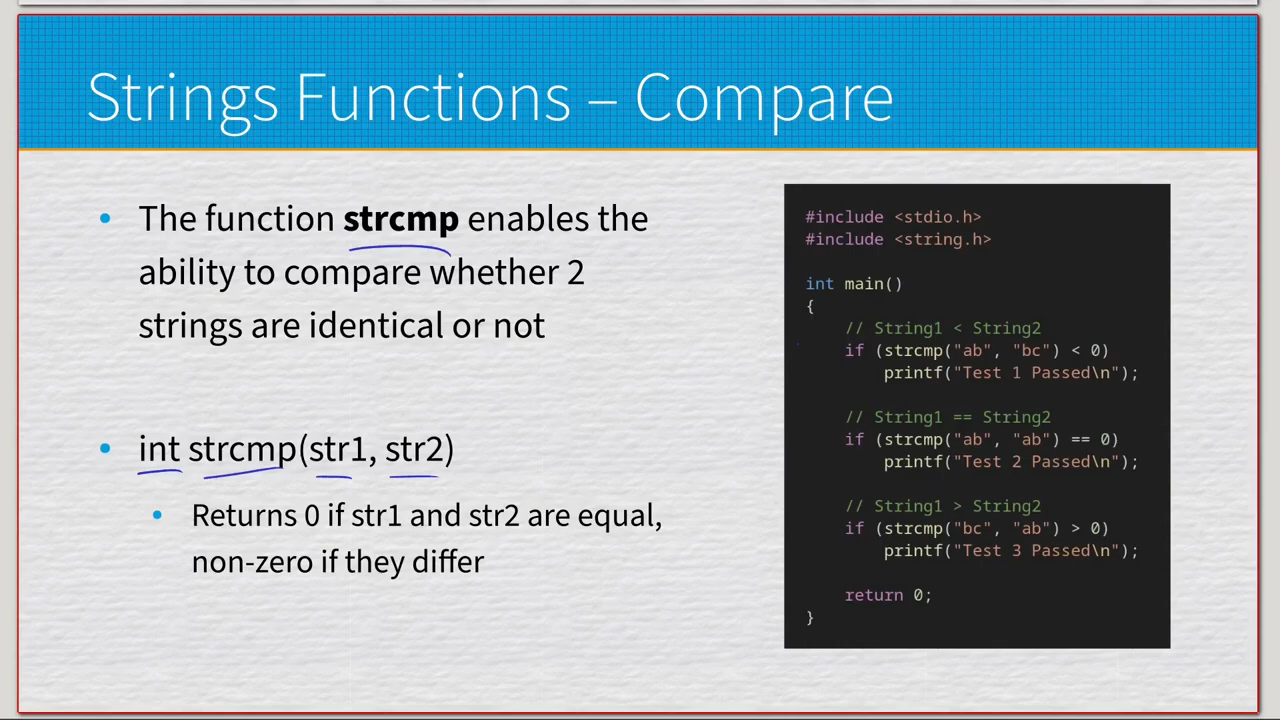 Strings Functions – Compare
• The function strcmp enables the
ability to compare whether 2
strings are identical or not
• int strcmp(str1, str2)
• Returns 0 if str1 and str2 are equal,
non-zero if they differ
#include <stdio.h>
#include <string.h>
int main()
{
// String1 < String2
if (strcmp("ab", "bc") < 0)
printf("Test 1 Passed\n");
// String1 == String2
if (strcmp("ab", "ab") == 0)
printf("Test 2 Passed\n");
// String1 > String2
if (strcmp("bc", "ab") > 0)
printf("Test 3 Passed\n");
return 0;
}